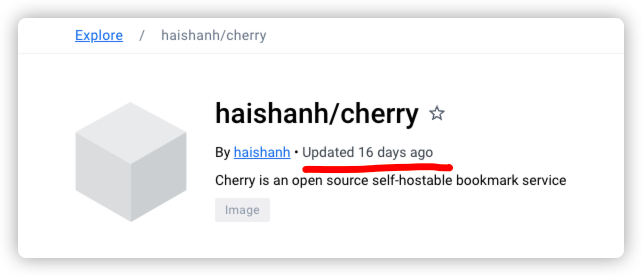 Explore / haishanh/cherry
haishanh/cherry
By haishanh • Updated 16 days ago
Cherry is an open source self-hostable bookmark service
Image